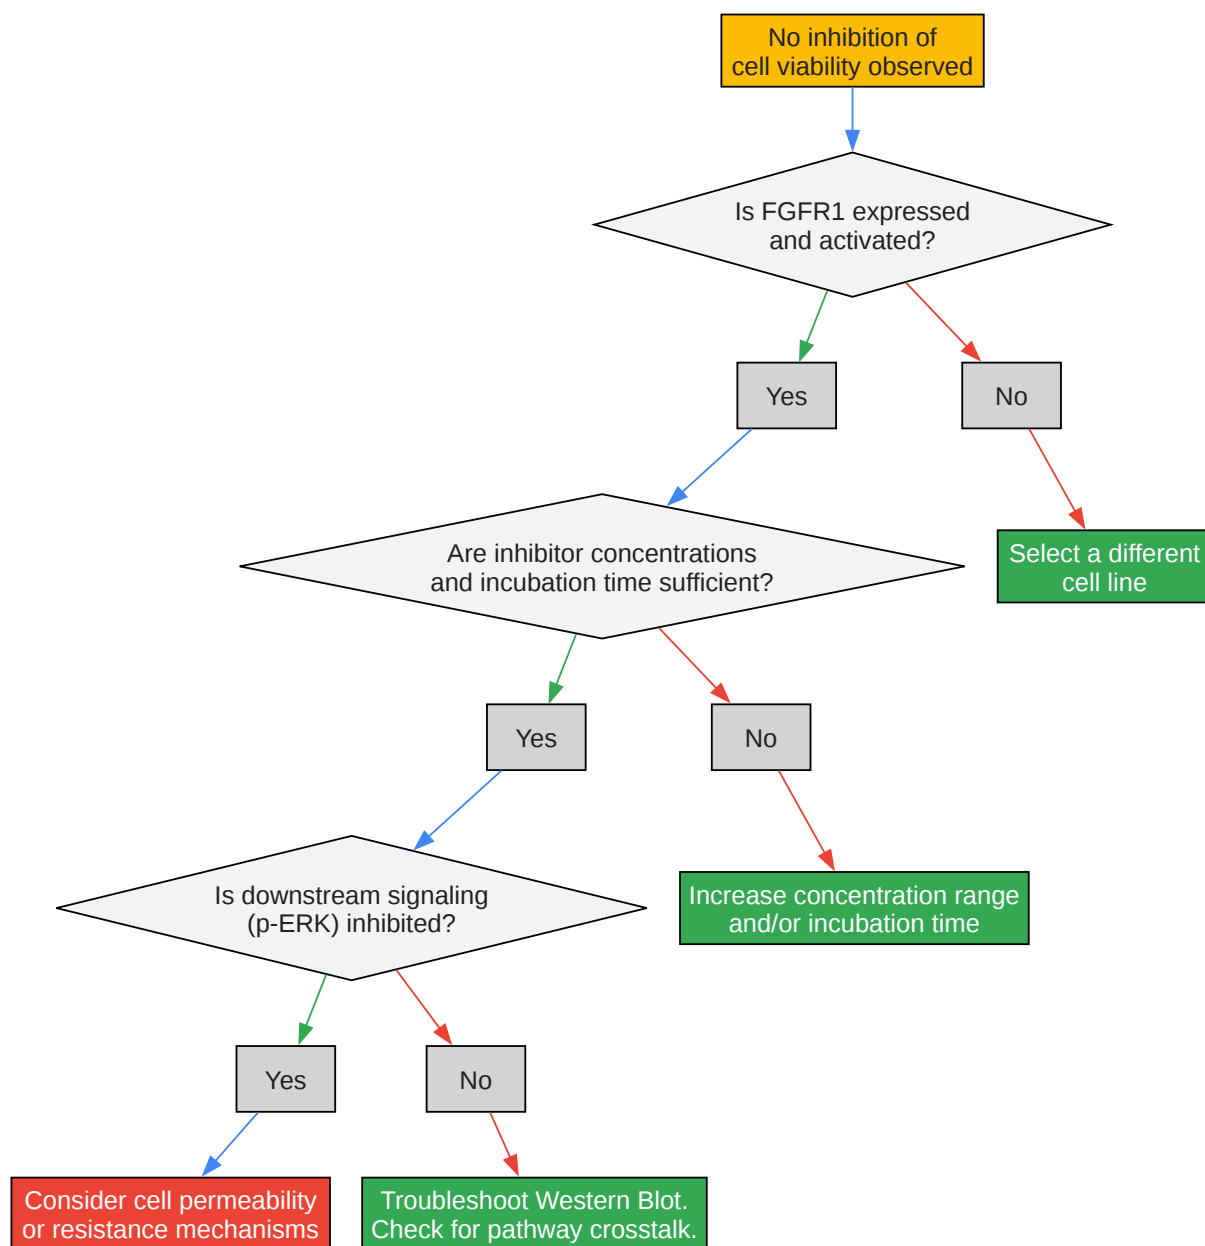 No inhibition of
cell viability observed
Is FGFR1 expressed
and activated?
Yes
No
Are inhibitor concentrations
and incubation time sufficient?
Select a different
cell line
Yes
No
Is downstream signaling
(p-ERK) inhibited?
Increase concentration range
and/or incubation time
Yes
No
Consider cell permeability
or resistance mechanisms
Troubleshoot Western Blot.
Check for pathway crosstalk.